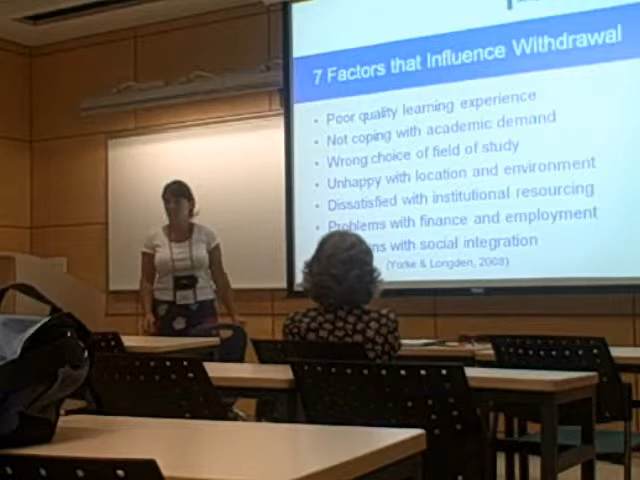 7 Factors that Influence Withdrawal
• Poor quality learning experience
• Not coping with academic demand
• Wrong choice of field of study
• Unhappy with location and environment
• Dissatisfied with institutional resourcing
• Problems with finance and employment
with social integration
(Yorke & Longden, 2008)